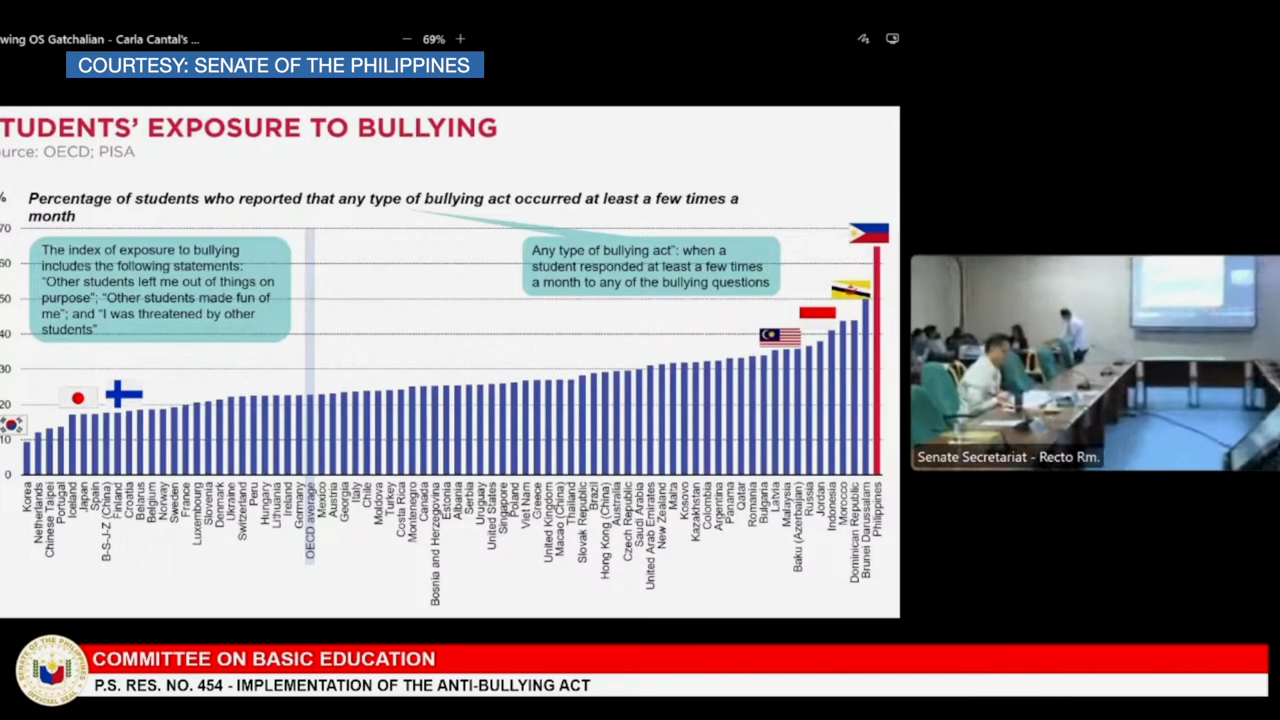 wing OS Gatchalian - Carla Cantal's ...
69%
COURTESY: SENATE OF THE PHILIPPINES
TUDENTS' EXPOSURE TO BULLYING
urce: OECD; PISA
%
Percentage of students who reported that any type of bullying act occurred at least a few times a
month
70
60
50
40
30
20
10
0
The index of exposure to bullying
includes the following statements:
"Other students left me out of things on
purpose"; "Other students made fun of
me"; and "I was threatened by other
students"
Any type of bullying act": when a
student responded at least a few times
a month to any of the bullying questions
Korea
Netherlands
Chinese Taipei
Portugal
Iceland
Japan
Spain
B-S-J-Z (China)
Finland
Croatia
Belarus
Belgium
Norway
Sweden
France
Luxembourg
Slovenia
Denmark
Ukraine
Switzerland
Peru
Hungary
Lithuania
Ireland
Germany
OECD average
Mexico
Austria
Georgia
Italy
Chile
Moldova
Turkey
Costa Rica
Montenegro
Canada
Bosnia and Herzegovina
Estonia
Albania
Serbia
Uruguay
United States
Singapore
Poland
Viet Nam
Greece
United Kingdom
Macao (China)
Thailand
Slovak Republic
Brazil
Hong Kong (China)
Australia
Czech Republic
Saudi Arabia
United Arab Emirates
New Zealand
Malta
Kosovo
Kazakhstan
Colombia
Argentina
Panama
Qatar
Romania
Bulgaria
Latvia
Malaysia
Baku (Azerbaijan)
Russia
Jordan
Indonesia
Morocco
Dominican Republic
Brunei Darussalam
Philippines
Senate Secretariat - Recto Rm.
COMMITTEE ON BASIC EDUCATION
P.S. RES. NO. 454 - IMPLEMENTATION OF THE ANTI-BULLYING ACT